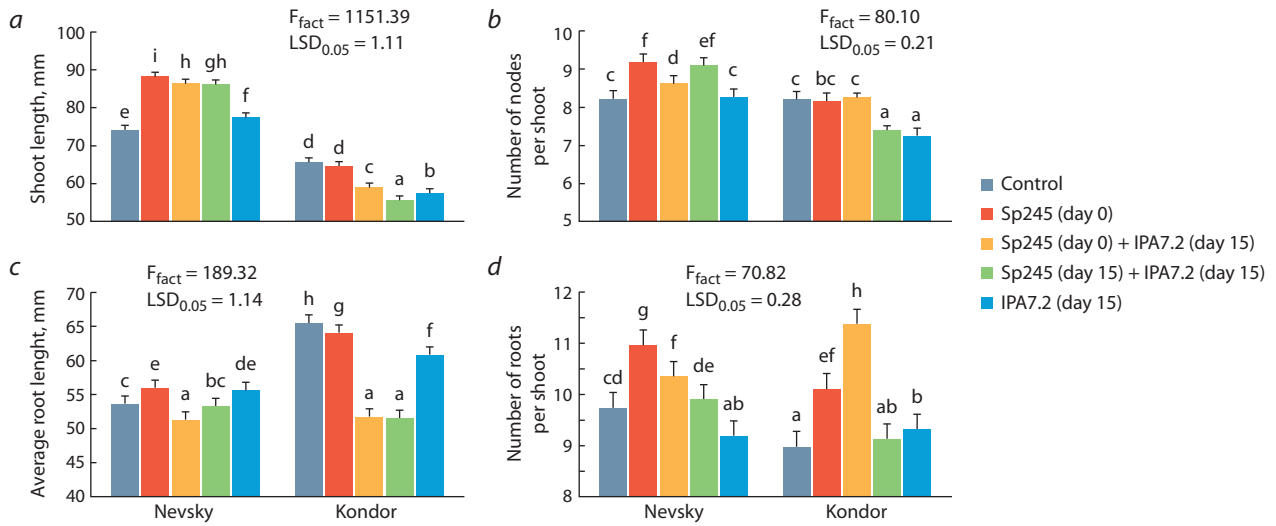 a
F_fact = 1151.39
LSD_0.05 = 1.11
Shoot length, mm
100
90
80
70
60
50
e i h gh f
d d c a b
b
F_fact = 80.10
LSD_0.05 = 0.21
Number of nodes
per shoot
10
9
8
7
6
5
c f d ef c
c bc c a a
Control
Sp245 (day 0)
Sp245 (day 0) + IPA7.2 (day 15)
Sp245 (day 15) + IPA7.2 (day 15)
IPA7.2 (day 15)
c
F_fact = 189.32
LSD_0.05 = 1.14
Average root lenght, mm
70
65
60
55
50
45
40
c e a bc de
h g a a f
Nevsky Kondor
d
F_fact = 70.82
LSD_0.05 = 0.28
Number of roots
per shoot
12
11
10
9
8
cd g f de ab
a ef h ab b
Nevsky Kondor